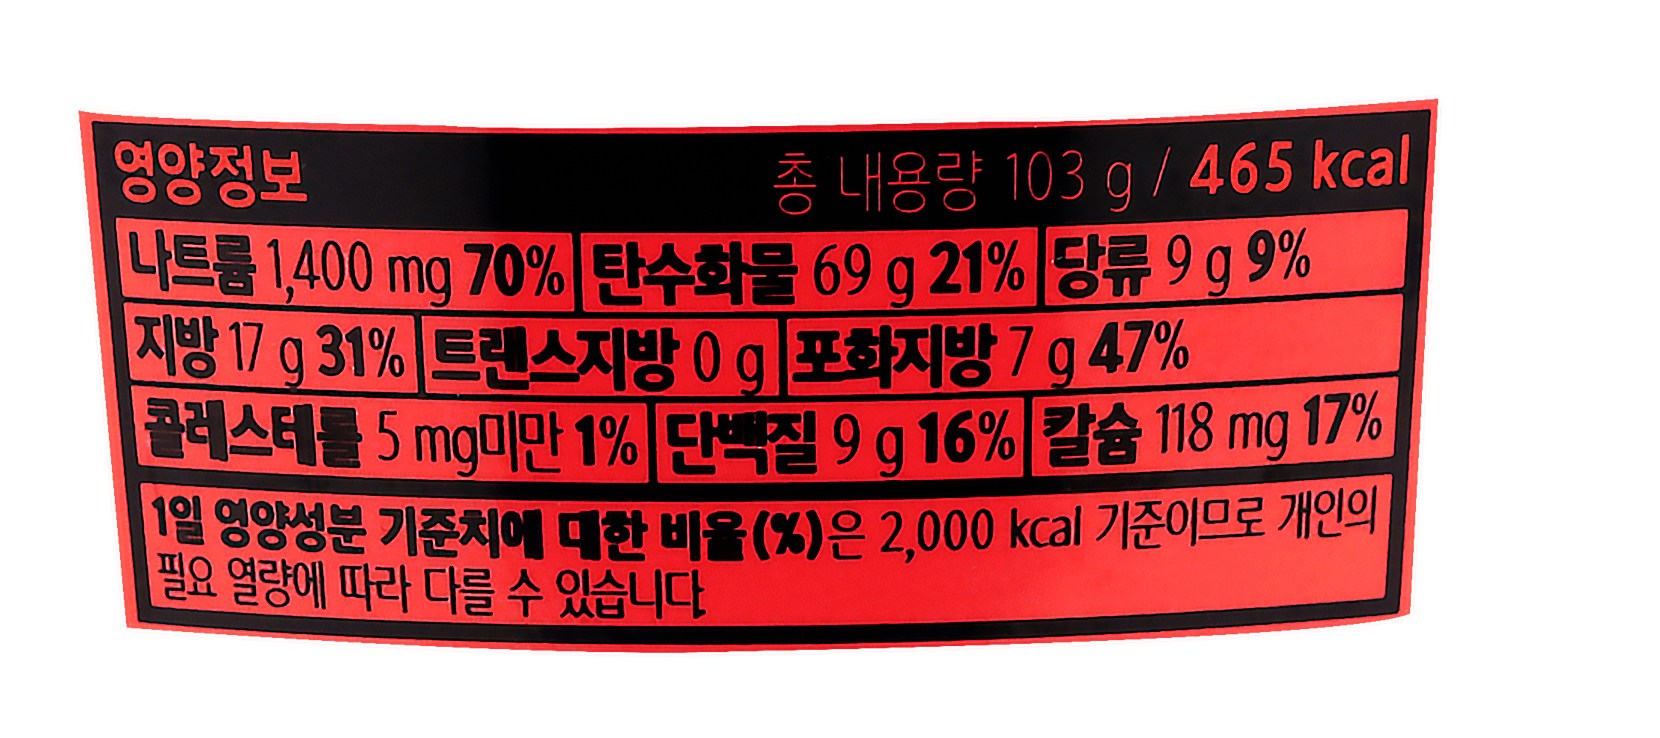 영양정보 총 내용량 103 g / 465 kcal
나트륨 1,400 mg 70% 탄수화물 69 g 21% 당류 9 g 9%
지방 17 g 31% 트랜스지방 0 g 포화지방 7 g 47%
콜레스테롤 5 mg미만 1% 단백질 9 g 16% 칼슘 118 mg 17%
1일 영양성분 기준치에 대한 비율(%)은 2,000 kcal 기준이므로 개인의
필요 열량에 따라 다를 수 있습니다.